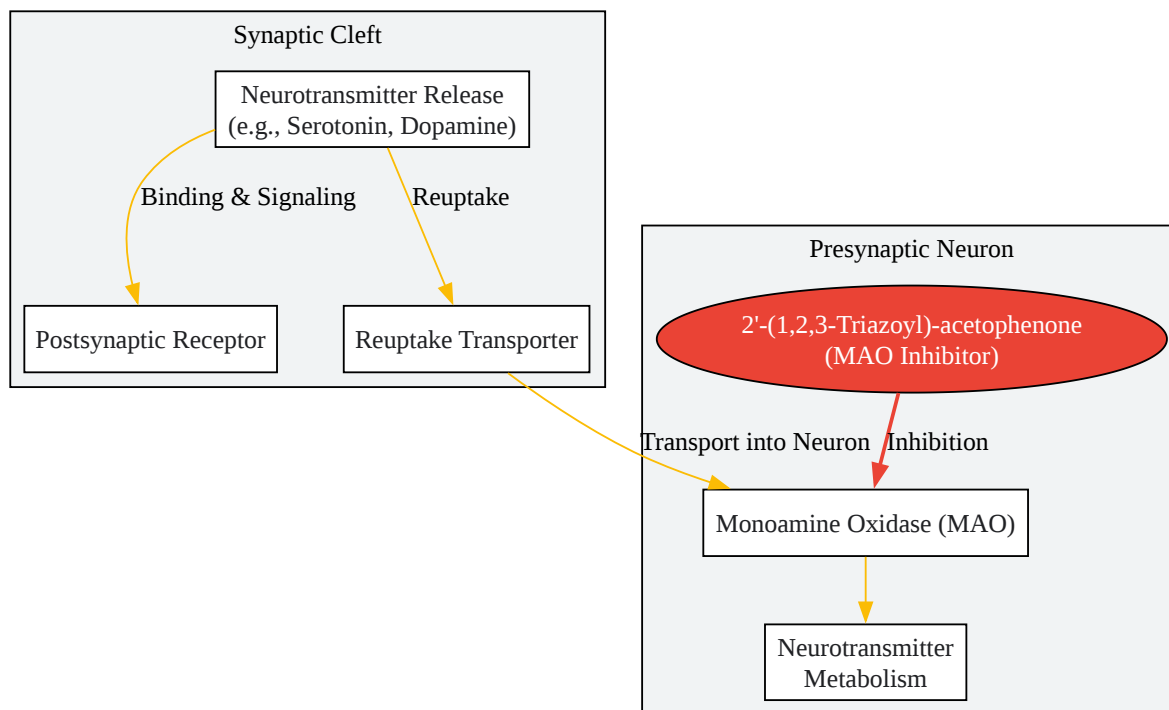 Synaptic Cleft
Neurotransmitter Release
(e.g., Serotonin, Dopamine)
Binding & Signaling
Reuptake
Postsynaptic Receptor
Reuptake Transporter
Presynaptic Neuron
2'-(1,2,3-Triazoyl)-acetophenone
(MAO Inhibitor)
Transport into Neuron
Inhibition
Monoamine Oxidase (MAO)
Neurotransmitter
Metabolism